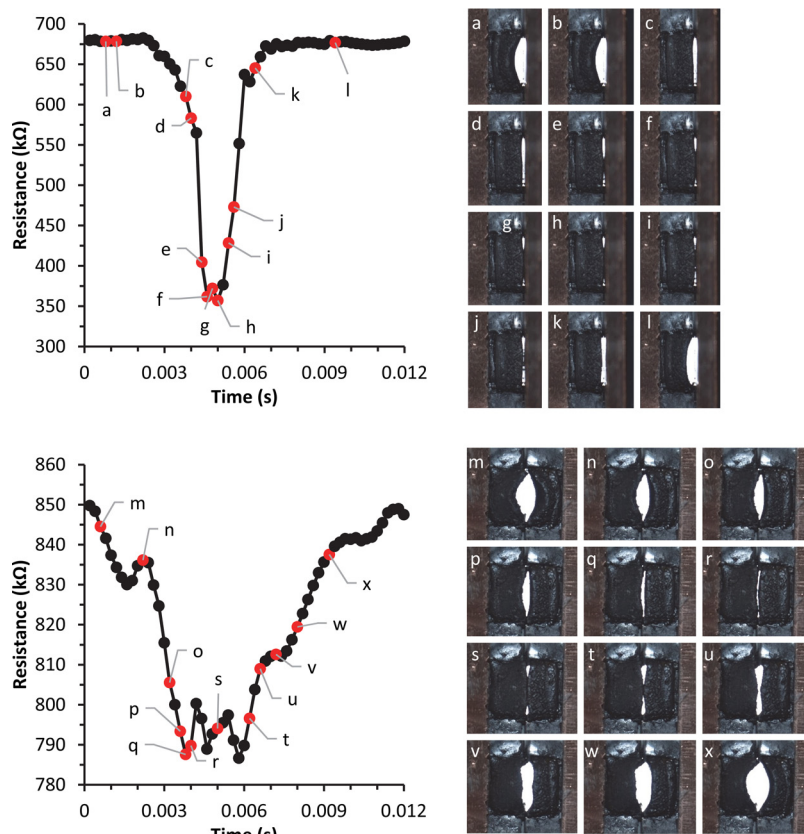 700
650
600
550
500
450
400
350
300
Resistance (kΩ)
0
0.003
0.006
0.009
0.012
Time (s)
a
b
c
d
e
f
g
h
i
j
k
l
a b c
d e f
g h i
j k l
860
850
840
830
820
810
800
790
780
Resistance (kΩ)
0
0.003
0.006
0.009
0.012
Time (s)
m
n
o
p
q
r
s
t
u
v
w
x
m n o
p q r
s t u
v w x